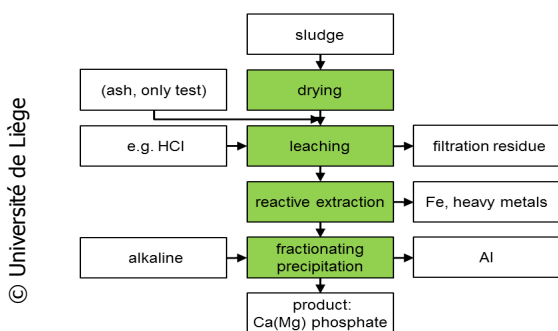 © Université de Liège
sludge
(ash, only test)
drying
e.g. HCl
leaching
filtration residue
reactive extraction
Fe, heavy metals
alkaline
fractionating
precipitation
Al
product:
Ca(Mg) phosphate